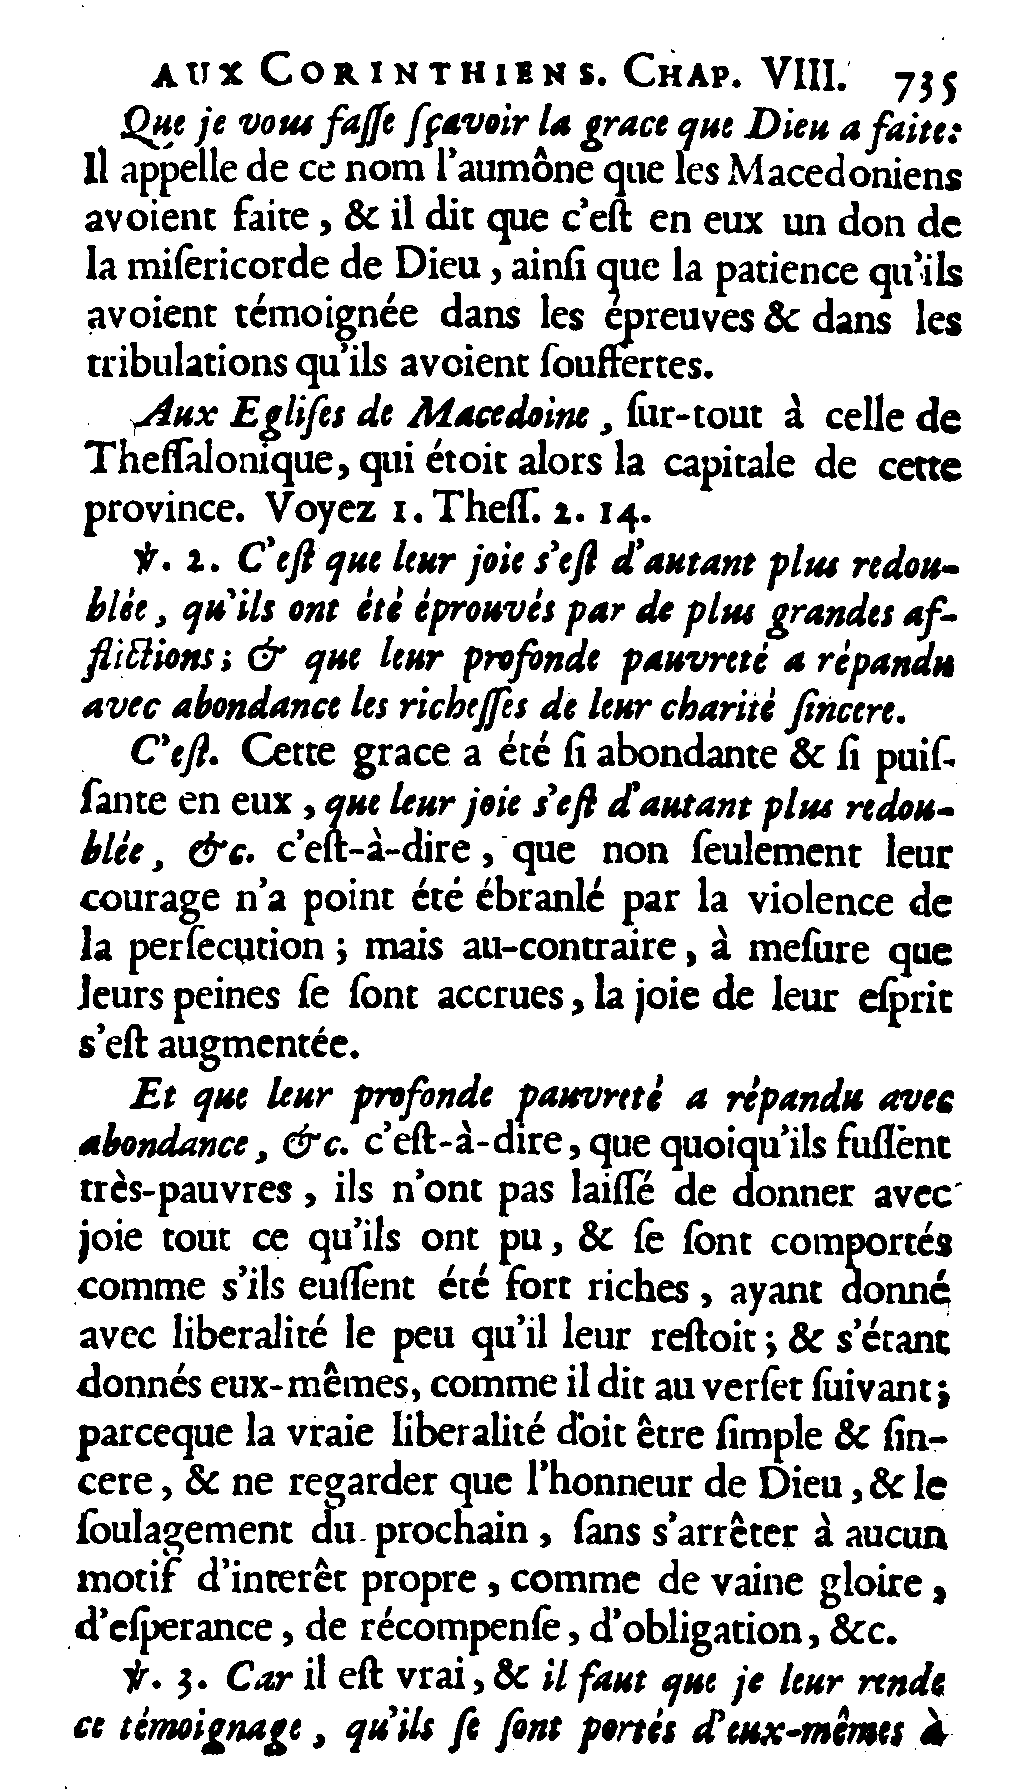 AUX CORINTHIENS. CHAP. VIII. 735
Que je vous faſſe ſçavoir la grace que Dieu a faite:
Il appelle de ce nom l'aumône que les Macedoniens
avoient faite, & il dit que c'eſt en eux un don de
la miſericorde de Dieu, ainſi que la patience qu'ils
avoient témoignée dans les épreuves & dans les
tribulations qu'ils avoient ſouffertes.
Aux Egliſes de Macedoine, ſur-tout à celle de
Theſſalonique, qui étoit alors la capitale de cette
province. Voyez 1. Theſſ. 2. 14.
℣. 2. C'eſt que leur joie s'eſt d'autant plus redou-
blée, qu'ils ont été éprouvés par de plus grandes af-
flictions; & que leur profonde pauvreté a répandu
avec abondance les richeſſes de leur charité ſincere.
C'eſt. Cette grace a été ſi abondante & ſi puiſ-
ſante en eux, que leur joie s'eſt d'autant plus redou-
blée, &c. c'eſt-à-dire, que non ſeulement leur
courage n'a point été ébranlé par la violence de
la perſecution; mais au-contraire, à meſure que
leurs peines ſe ſont accrues, la joie de leur eſprit
s'eſt augmentée.
Et que leur profonde pauvreté a répandu avec
abondance, &c. c'eſt-à-dire, que quoiqu'ils fuſſent
très-pauvres, ils n'ont pas laiſſé de donner avec
joie tout ce qu'ils ont pu, & ſe ſont comportés
comme s'ils euſſent été fort riches, ayant donné
avec liberalité le peu qu'il leur reſtoit; & s'étant
donnés eux-mêmes, comme il dit au verſet ſuivant;
parceque la vraie liberalité doit être ſimple & ſin-
cere, & ne regarder que l'honneur de Dieu, & le
ſoulagement du prochain, ſans s'arrêter à aucun
motif d'interêt propre, comme de vaine gloire,
d'eſperance, de récompenſe, d'obligation, &c.
℣. 3. Car il eſt vrai, & il faut que je leur rende
ce témoignage, qu'ils ſe ſont portés d'eux-mêmes à